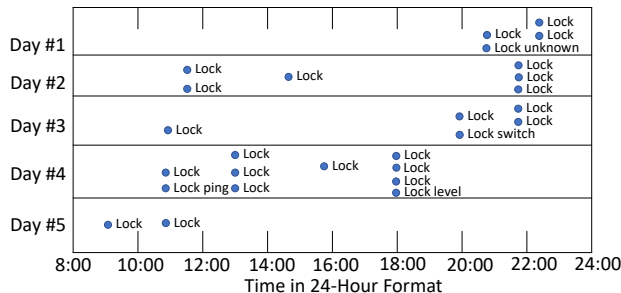 Lock
Lock Lock
Day #1
Lock unknown
Lock Lock
Day #2 Lock Lock
Lock Lock
Lock
Lock Lock
Day #3 Lock Lock switch
Lock Lock
Lock Lock Lock
Day #4 Lock Lock
Lock ping Lock Lock
Lock level
Day #5 Lock Lock
8:00 10:00 12:00 14:00 16:00 18:00 20:00 22:00 24:00
Time in 24-Hour Format